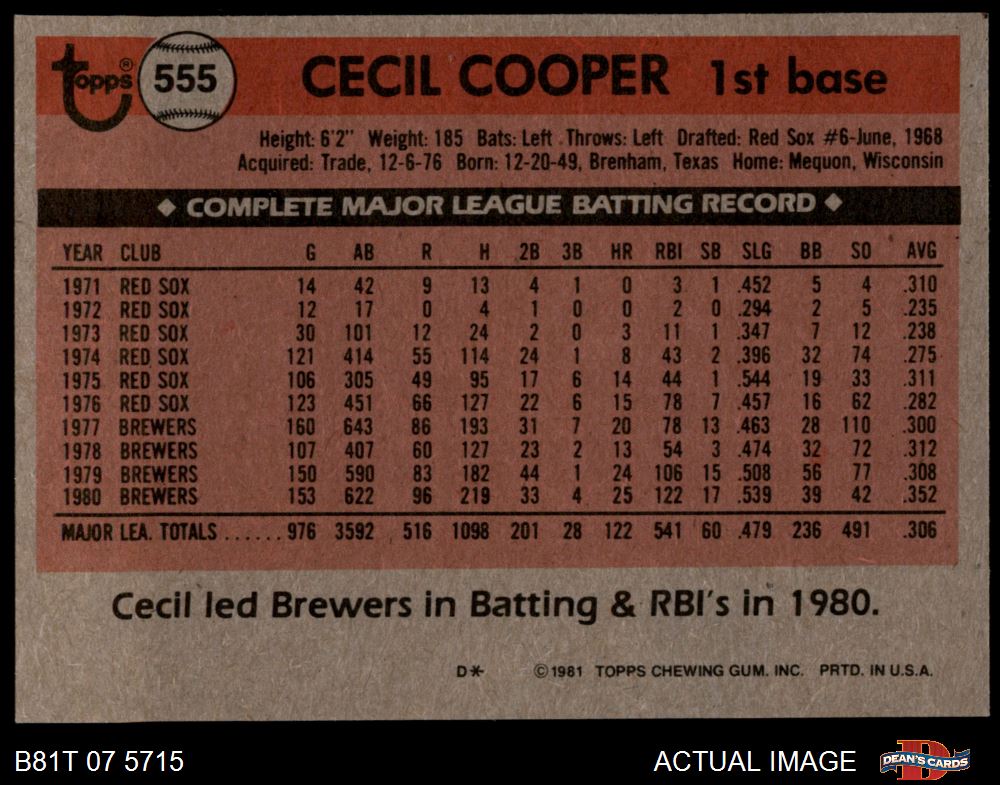 topps® 555 CECIL COOPER 1st base
Height: 6'2" Weight: 185 Bats: Left Throws: Left Drafted: Red Sox #6-June, 1968
Acquired: Trade, 12-6-76 Born: 12-20-49, Brenham, Texas Home: Mequon, Wisconsin
◆ COMPLETE MAJOR LEAGUE BATTING RECORD ◆
YEAR CLUB G AB R H 2B 3B HR RBI SB SLG BB SO AVG
1971 RED SOX 14 42 9 13 4 1 0 3 1 .452 5 4 .310
1972 RED SOX 12 17 0 4 1 0 0 2 0 .294 2 5 .235
1973 RED SOX 30 101 12 24 2 0 3 11 1 .347 7 12 .238
1974 RED SOX 121 414 55 114 24 1 8 43 2 .396 32 74 .275
1975 RED SOX 106 305 49 95 17 6 14 44 1 .544 19 33 .311
1976 RED SOX 123 451 66 127 22 6 15 78 7 .457 16 62 .282
1977 BREWERS 160 643 86 193 31 7 20 78 13 .463 28 110 .300
1978 BREWERS 107 407 60 127 23 2 13 54 3 .474 32 72 .312
1979 BREWERS 150 590 83 182 44 1 24 106 15 .508 56 77 .308
1980 BREWERS 153 622 96 219 33 4 25 122 17 .539 39 42 .352
MAJOR LEA. TOTALS ...... 976 3592 516 1098 201 28 122 541 60 .479 236 491 .306
Cecil led Brewers in Batting & RBI's in 1980.
D* ©1981 TOPPS CHEWING GUM. INC. PRTD. IN U.S.A.
B81T 07 5715 ACTUAL IMAGE D DEAN'S CARDS